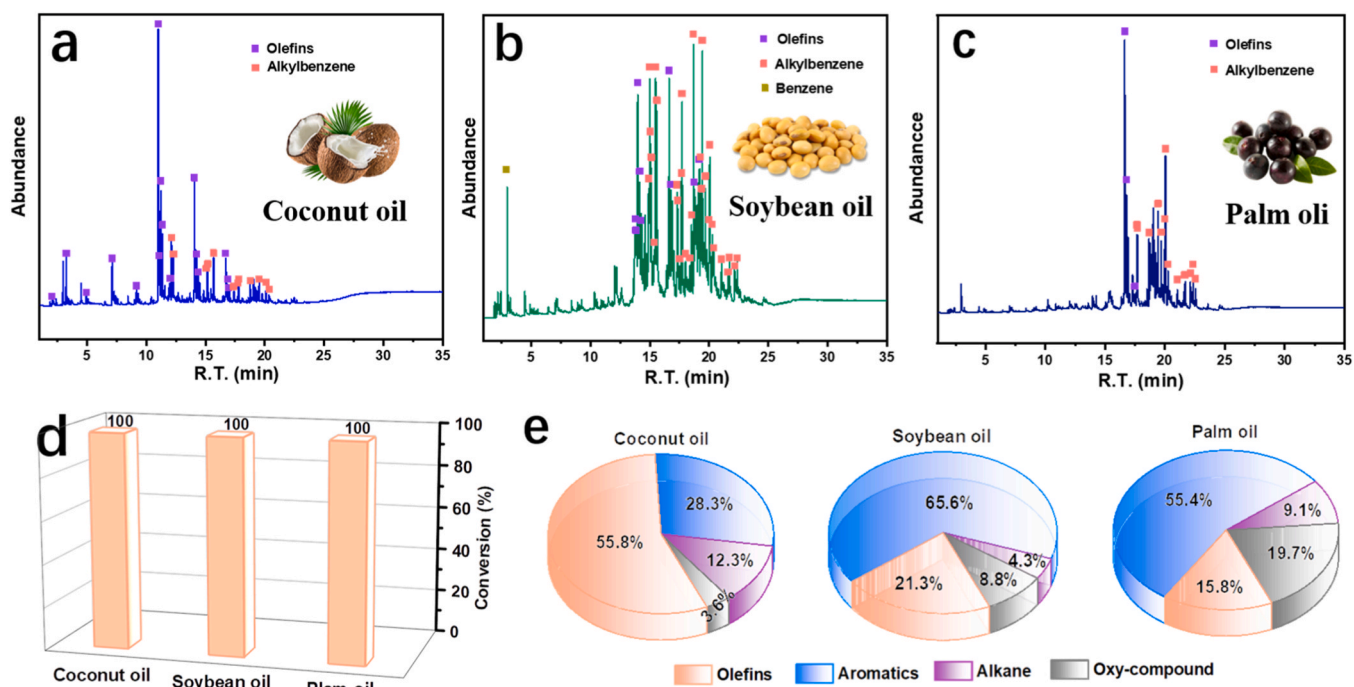 a
Olefins
Alkylbenzene
Coconut oil
Abundance
5 10 15 20 25 30 35
R.T. (min)
b
Olefins
Alkylbenzene
Benzene
Soybean oil
Abundance
5 10 15 20 25 30 35
R.T. (min)
c
Olefins
Alkylbenzene
Palm oli
Abundance
5 10 15 20 25 30 35
R.T. (min)
d
100 100 100
100
80
60
40
20
0
Conversion (%)
Coconut oil
Soybean oil
Plsm oil
e
Coconut oil
28.3%
55.8%
12.3%
3.6%
Soybean oil
65.6%
4.3%
8.8%
21.3%
Palm oil
55.4%
9.1%
19.7%
15.8%
Olefins Aromatics Alkane Oxy-compound